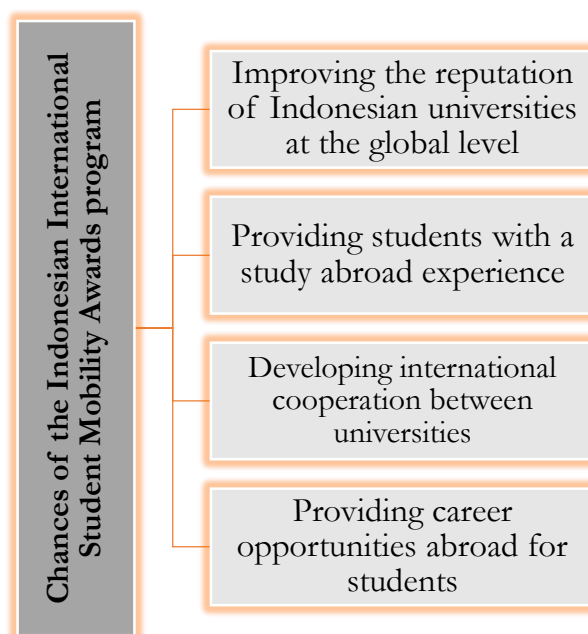 Chances of the Indonesian International
Student Mobility Awards program
Improving the reputation
of Indonesian universities
at the global level
Providing students with a
study abroad experience
Developing international
cooperation between
universities
Providing career
opportunities abroad for
students